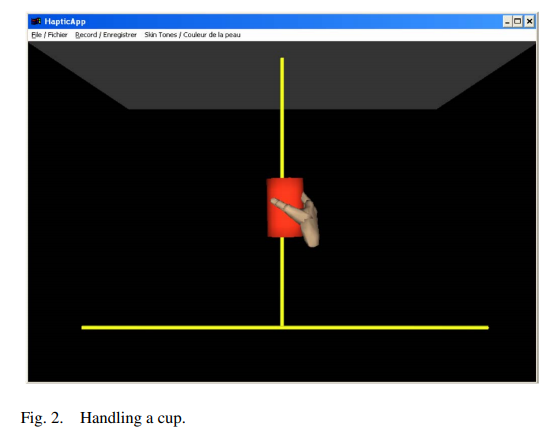 HapticApp
File / Fichier Record / Enregistrer Skin Tones / Couleur de la peau
Fig. 2. Handling a cup.